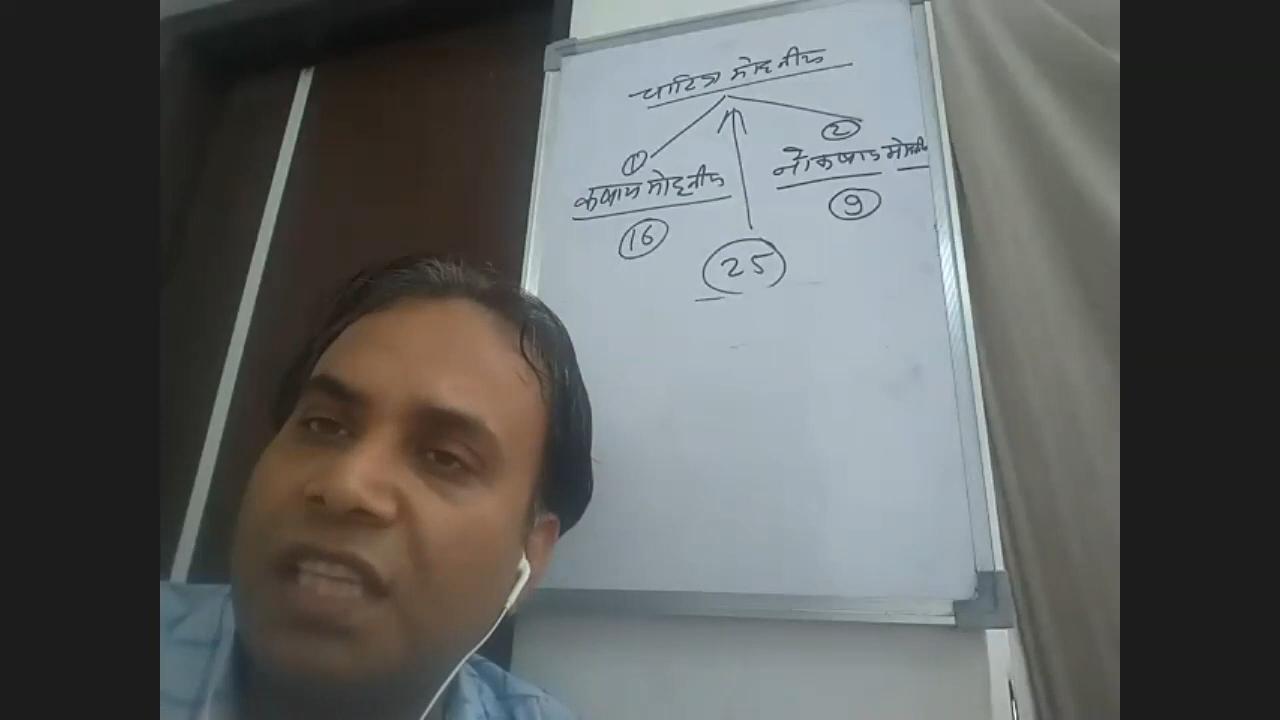 चारित्र मोहनीय
① ②
कषाय मोहनीय नोकषाय मोहनीय
⑯ ⑨
㉕